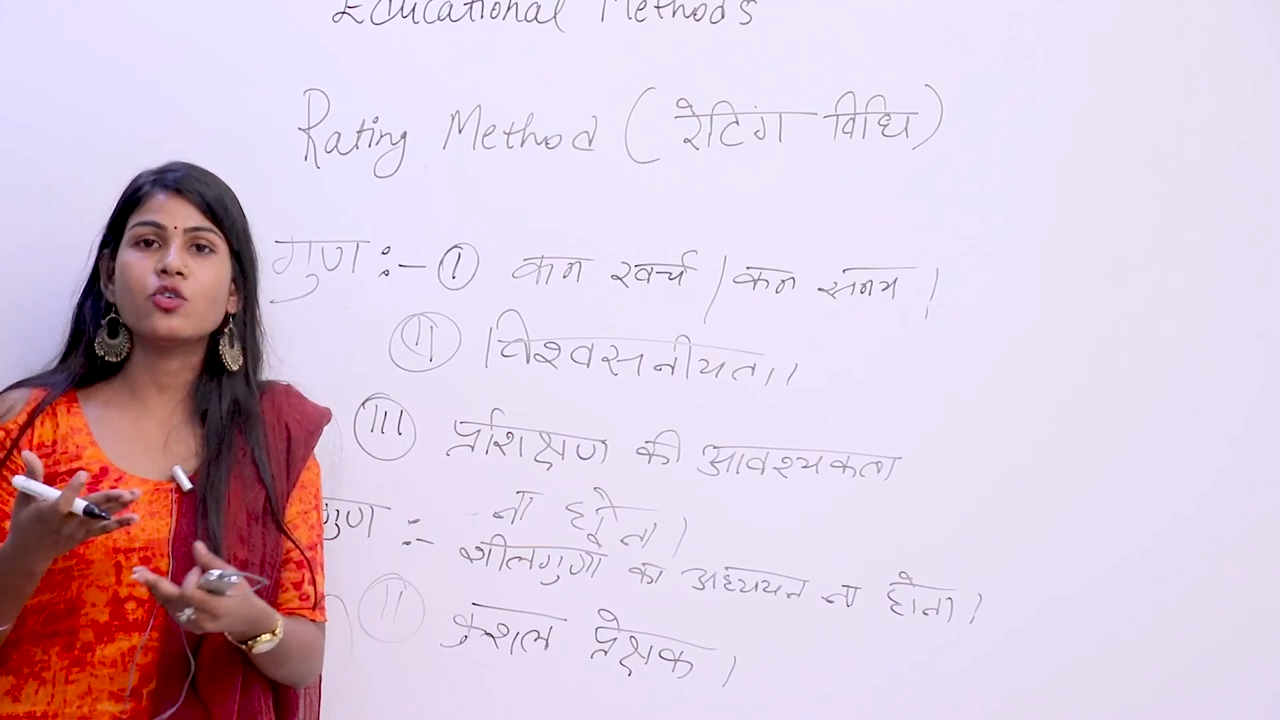 Educational Methods
Rating Method (रेटिंग विधि)
गुण :- (I) कम खर्च / कम समय।
(II) विश्वसनीयता।
(III) प्रशिक्षण की आवश्यकता
ना होना।
गुण :- शीलगुणों का अध्ययन ना होना।
(II) कुशल प्रेक्षक।